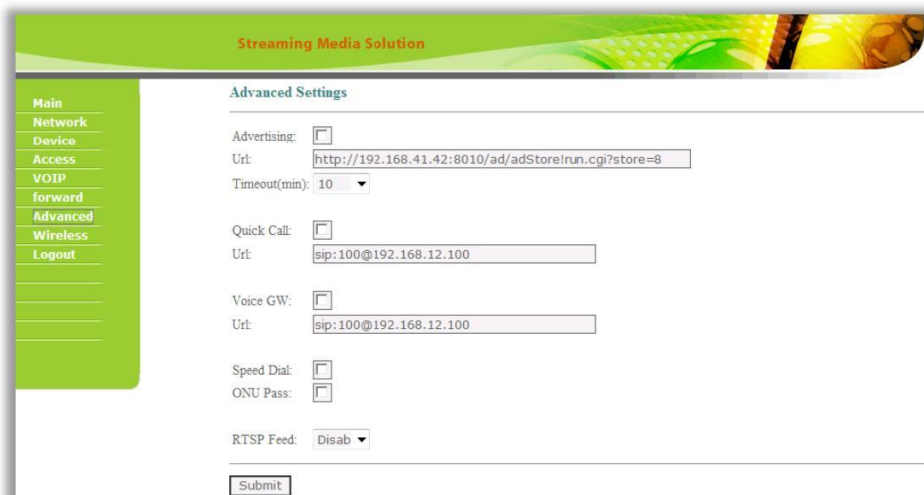 Streaming Media Solution
Main
Network
Device
Access
VOIP
forward
Advanced
Wireless
Logout
Advanced Settings
Advertising:
Url: http://192.168.41.42:8010/ad/adStore!run.cgi?store=8
Timeout(min): 10
Quick Call:
Url: sip:100@192.168.12.100
Voice GW:
Url: sip:100@192.168.12.100
Speed Dial:
ONU Pass:
RTSP Feed: Disab
Submit